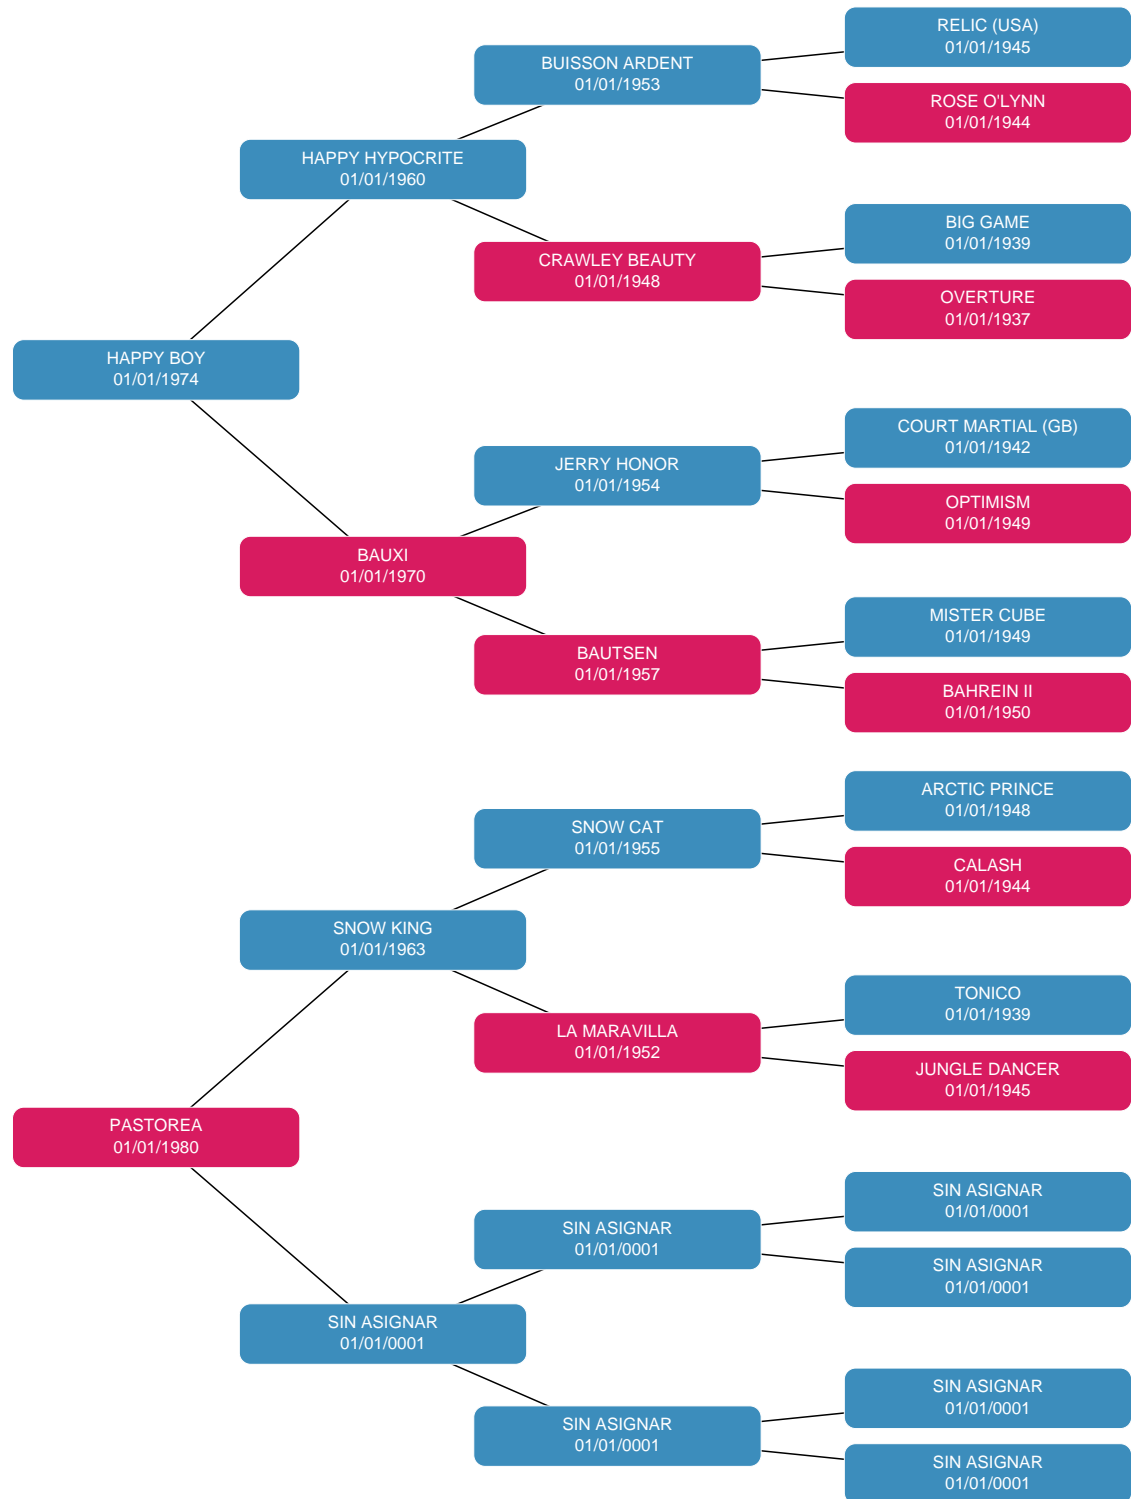 RELIC (USA)
01/01/1945
BUISSON ARDENT
01/01/1953
ROSE O'LYNN
01/01/1944
HAPPY HYPOCRITE
01/01/1960
BIG GAME
01/01/1939
CRAWLEY BEAUTY
01/01/1948
OVERTURE
01/01/1937
HAPPY BOY
01/01/1974
COURT MARTIAL (GB)
01/01/1942
JERRY HONOR
01/01/1954
OPTIMISM
01/01/1949
BAUXI
01/01/1970
MISTER CUBE
01/01/1949
BAUTSEN
01/01/1957
BAHREIN II
01/01/1950
ARCTIC PRINCE
01/01/1948
SNOW CAT
01/01/1955
CALASH
01/01/1944
SNOW KING
01/01/1963
TONICO
01/01/1939
LA MARAVILLA
01/01/1952
JUNGLE DANCER
01/01/1945
PASTOREA
01/01/1980
SIN ASIGNAR
01/01/0001
SIN ASIGNAR
01/01/0001
SIN ASIGNAR
01/01/0001
SIN ASIGNAR
01/01/0001
SIN ASIGNAR
01/01/0001
SIN ASIGNAR
01/01/0001
SIN ASIGNAR
01/01/0001